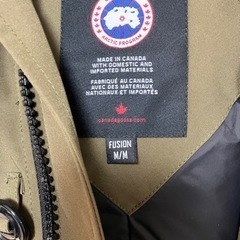 ARCTIC PROGRAM
MADE IN CANADA
WITH DOMESTIC AND
IMPORTED MATERIALS
FABRIQUÉ AU CANADA
AVEC DES MATÉRIAUX
NATIONAUX ET IMPORTÉS
canadagoose.com
FUSION
M/M